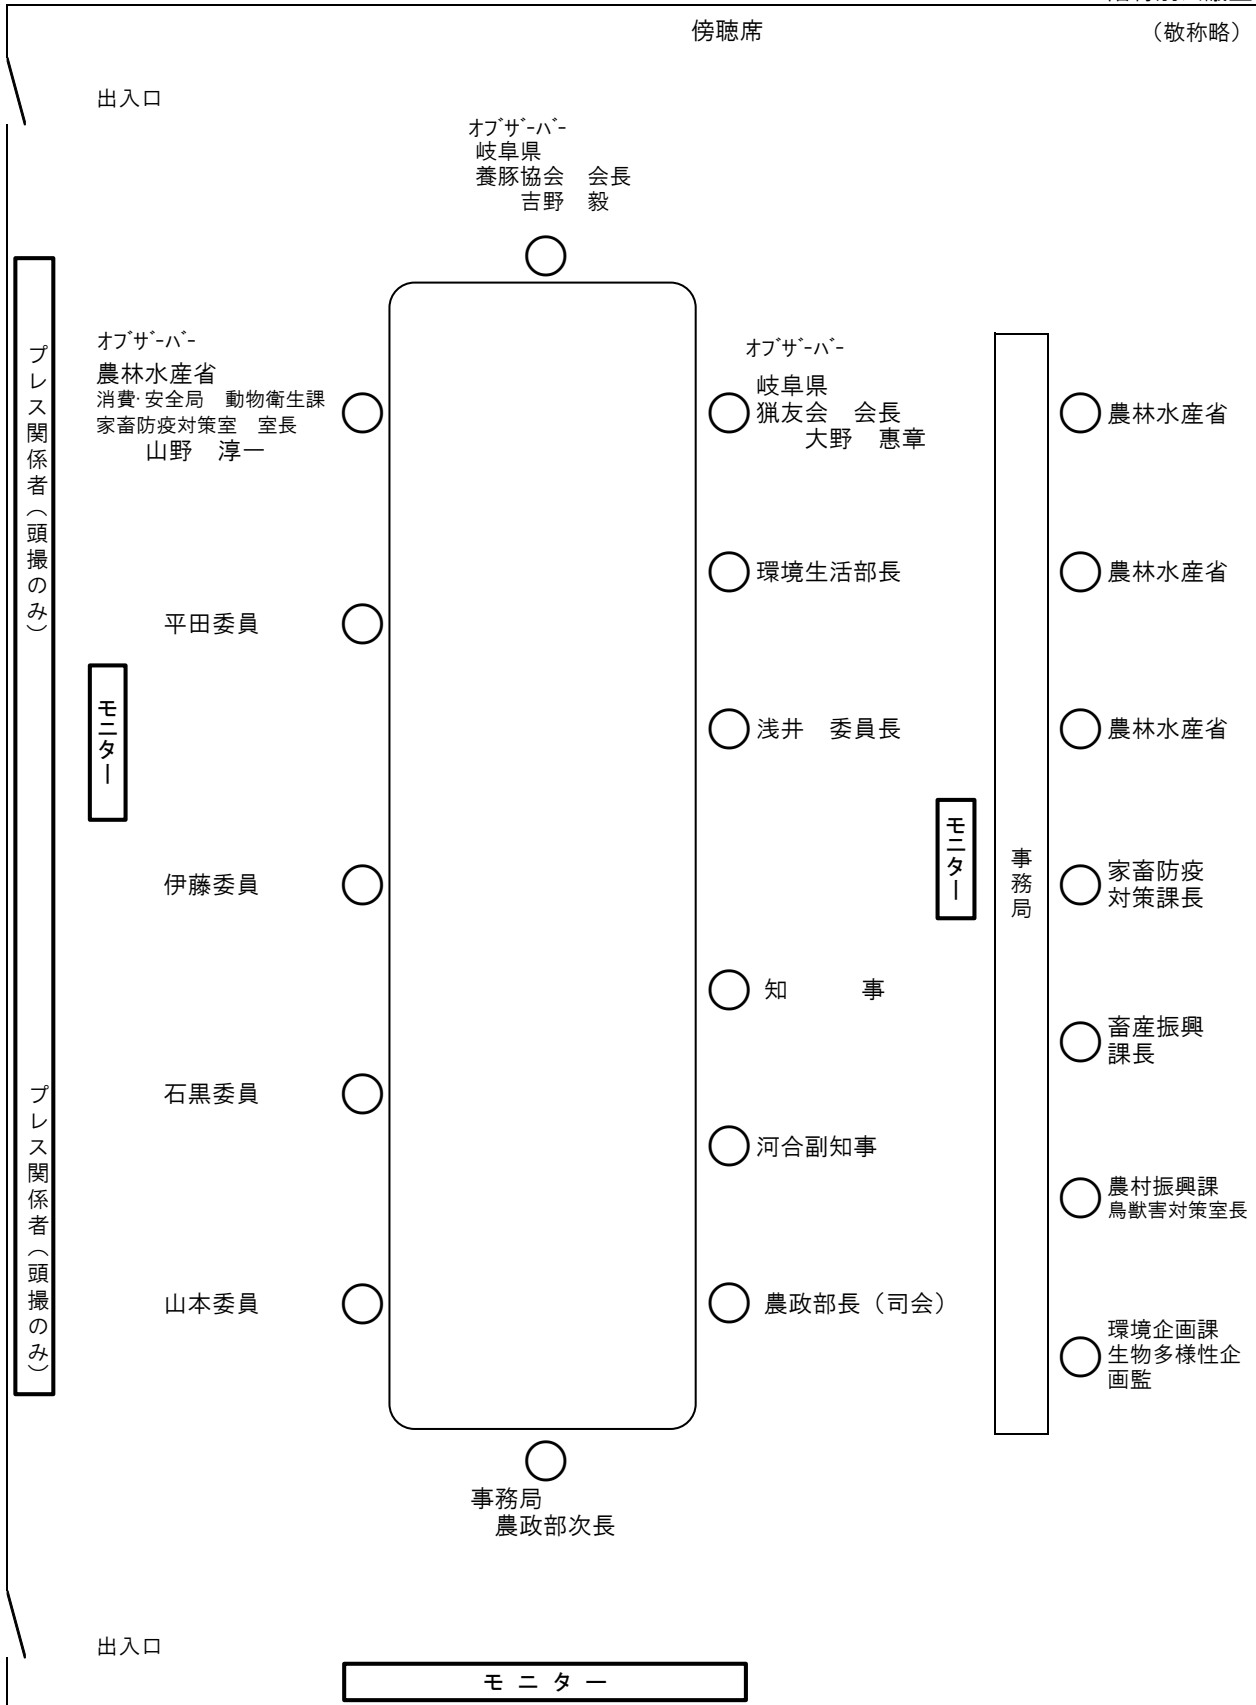 傍聴席
（敬称略）
出入口
ｵﾌﾞｻﾞｰﾊﾞｰ
岐阜県
養豚協会　会長
吉野　毅
プレス関係者（頭撮のみ）
ｵﾌﾞｻﾞｰﾊﾞｰ
農林水産省
消費・安全局　動物衛生課
家畜防疫対策室　室長
山野　淳一
ｵﾌﾞｻﾞｰﾊﾞｰ
岐阜県
猟友会　会長
大野　惠章
農林水産省
環境生活部長
農林水産省
平田委員
モニター
浅井　委員長
農林水産省
モニター
事務局
伊藤委員
家畜防疫
対策課長
知　　　事
畜産振興
課長
プレス関係者（頭撮のみ）
石黒委員
河合副知事
農村振興課
鳥獣害対策室長
山本委員
農政部長（司会）
環境企画課
生物多様性企
画監
事務局
農政部次長
出入口
モニター